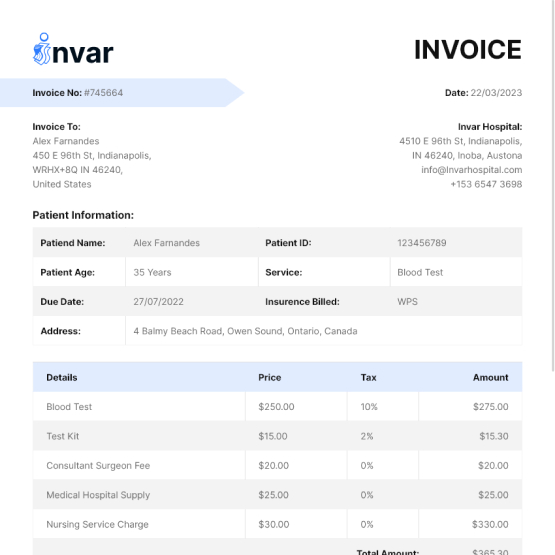 invar
INVOICE
Invoice No: #745664
Date: 22/03/2023
Invoice To:
Alex Farnandes
450 E 96th St, Indianapolis,
WRHX+8Q IN 46240,
United States
Invar Hospital:
4510 E 96th St, Indianapolis,
IN 46240, Inoba, Austona
info@Invarhospital.com
+153 6547 3698
Patient Information:
Patiend Name: Alex Farnandes Patient ID: 123456789
Patient Age: 35 Years Service: Blood Test
Due Date: 27/07/2022 Insurence Billed: WPS
Address: 4 Balmy Beach Road, Owen Sound, Ontario, Canada
Details Price Tax Amount
Blood Test $250.00 10% $275.00
Test Kit $15.00 2% $15.30
Consultant Surgeon Fee $20.00 0% $20.00
Medical Hospital Supply $25.00 0% $25.00
Nursing Service Charge $30.00 0% $330.00
Total Amount: $365.30